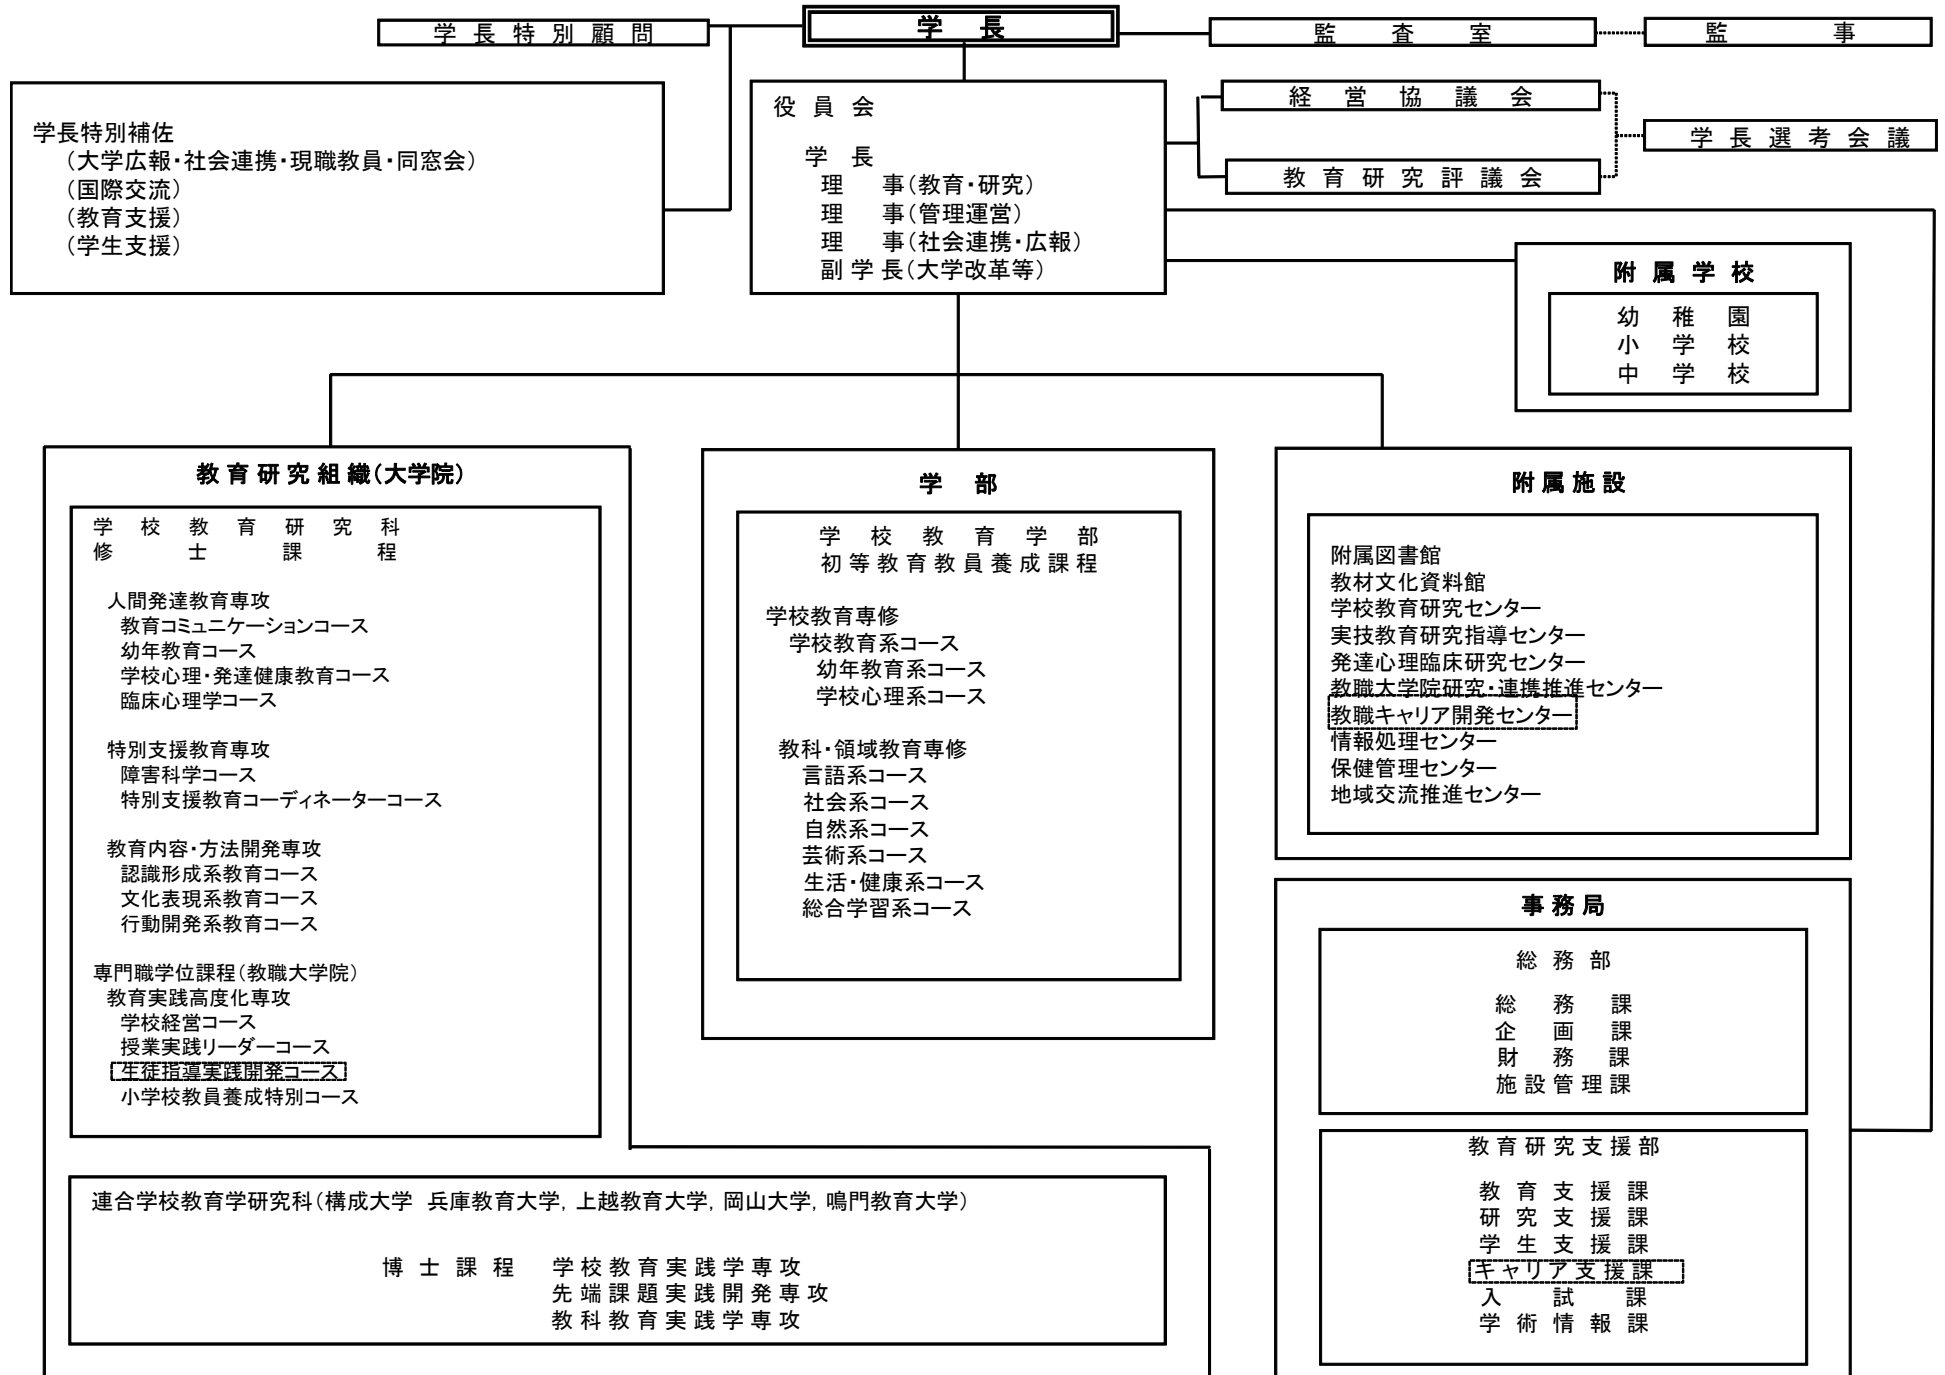 学長特別顧問
学長
監査室
監事
学長特別補佐
(大学広報・社会連携・現職教員・同窓会)
(国際交流)
(教育支援)
(学生支援)
役員会
学長
理事(教育・研究)
理事(管理運営)
理事(社会連携・広報)
副学長(大学改革等)
経営協議会
教育研究評議会
学長選考会議
附属学校
幼稚園
小学校
中学校
教育研究組織(大学院)
学校教育研究科
修士課程
人間発達教育専攻
教育コミュニケーションコース
幼年教育コース
学校心理・発達健康教育コース
臨床心理学コース
特別支援教育専攻
障害科学コース
特別支援教育コーディネーターコース
教育内容・方法開発専攻
認識形成系教育コース
文化表現系教育コース
行動開発系教育コース
専門職学位課程(教職大学院)
教育実践高度化専攻
学校経営コース
授業実践リーダーコース
生徒指導実践開発コース
小学校教員養成特別コース
連合学校教育学研究科(構成大学 兵庫教育大学, 上越教育大学, 岡山大学, 鳴門教育大学)
博士課程 学校教育実践学専攻
先端課題実践開発専攻
教科教育実践学専攻
学部
学校教育学部
初等教育教員養成課程
学校教育専修
学校教育系コース
幼年教育系コース
学校心理系コース
教科・領域教育専修
言語系コース
社会系コース
自然系コース
芸術系コース
生活・健康系コース
総合学習系コース
附属施設
附属図書館
教材文化資料館
学校教育研究センター
実技教育研究指導センター
発達心理臨床研究センター
教職大学院研究・連携推進センター
教職キャリア開発センター
情報処理センター
保健管理センター
地域交流推進センター
事務局
総務部
総務課
企画課
財務課
施設管理課
教育研究支援部
教育支援課
研究支援課
学生支援課
キャリア支援課
入試課
学術情報課